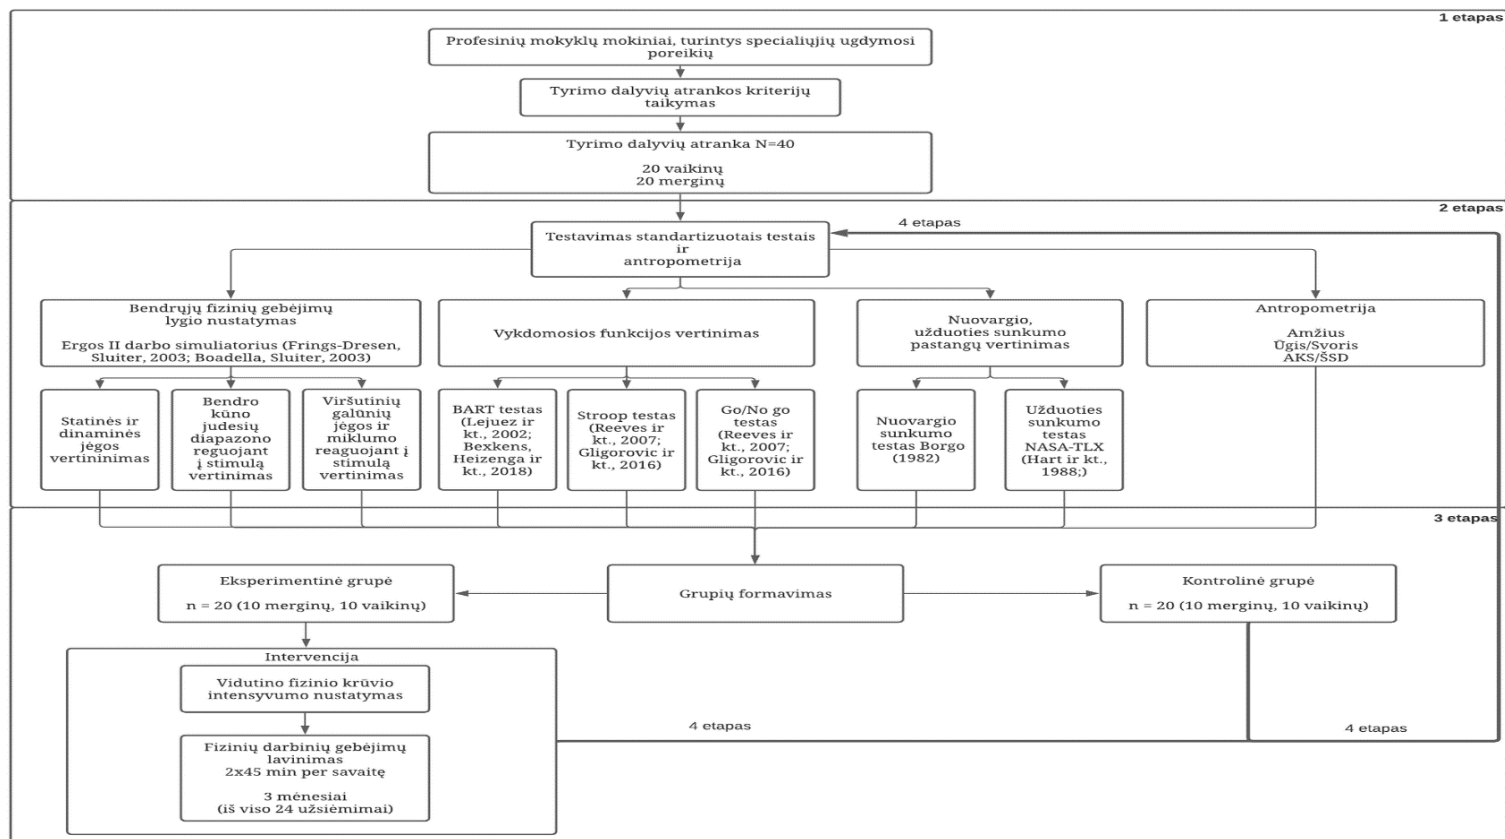 1 etapas
Profesinių mokyklų mokiniai, turintys specialiųjų ugdymosi
poreikių
Tyrimo dalyvių atrankos kriterijų
taikymas
Tyrimo dalyvių atranka N=40
20 vaikinų
20 merginų
2 etapas
4 etapas
Testavimas standartizuotais testais
ir
antropometrija
Bendrųjų fizinių gebėjimų
lygio nustatymas
Ergos II darbo simuliatorius (Frings-Dresen,
Sluiter, 2003; Boadella, Sluiter, 2003)
Vykdomosios funkcijos vertinimas
Nuovargio,
užduoties sunkumo
pastangų vertinimas
Antropometrija
Amžius
Ūgis/Svoris
AKS/ŠSD
Statinės ir
dinaminės
jėgos
vertininimas
Bendro
kūno
judesių
diapazono
reguojant
į stimulą
vertinimas
Viršutinių
galūnių
jėgos ir
miklumo
reaguojant į
stimulą
vertinimas
BART testas
(Lejuez ir
kt., 2002;
Bexkens,
Heizenga ir
kt., 2018)
Stroop testas
(Reeves ir
kt., 2007;
Gligorovic ir
kt., 2016)
Go/No go
testas
(Reeves ir
kt., 2007;
Gligorovic ir
kt., 2016)
Nuovargio
sunkumo
testas Borgo
(1982)
Užduoties
sunkumo
testas
NASA-TLX
(Hart ir kt.,
1988;)
3 etapas
Eksperimentinė grupė
n = 20 (10 merginų, 10 vaikinų)
Grupių formavimas
Kontrolinė grupė
n = 20 (10 merginų, 10 vaikinų)
Intervencija
Vidutino fizinio krūvio
intensyvumo nustatymas
4 etapas
4 etapas
Fizinių darbinių gebėjimų
lavinimas
2x45 min per savaitę
3 mėnesiai
(iš viso 24 užsiėmimai)